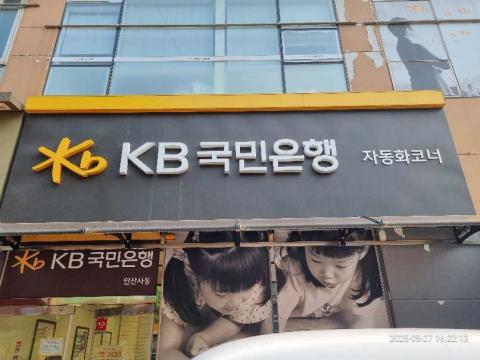 KB 국민은행 자동화코너
KB 국민은행
안산사동
2025-05-27 16:22:13